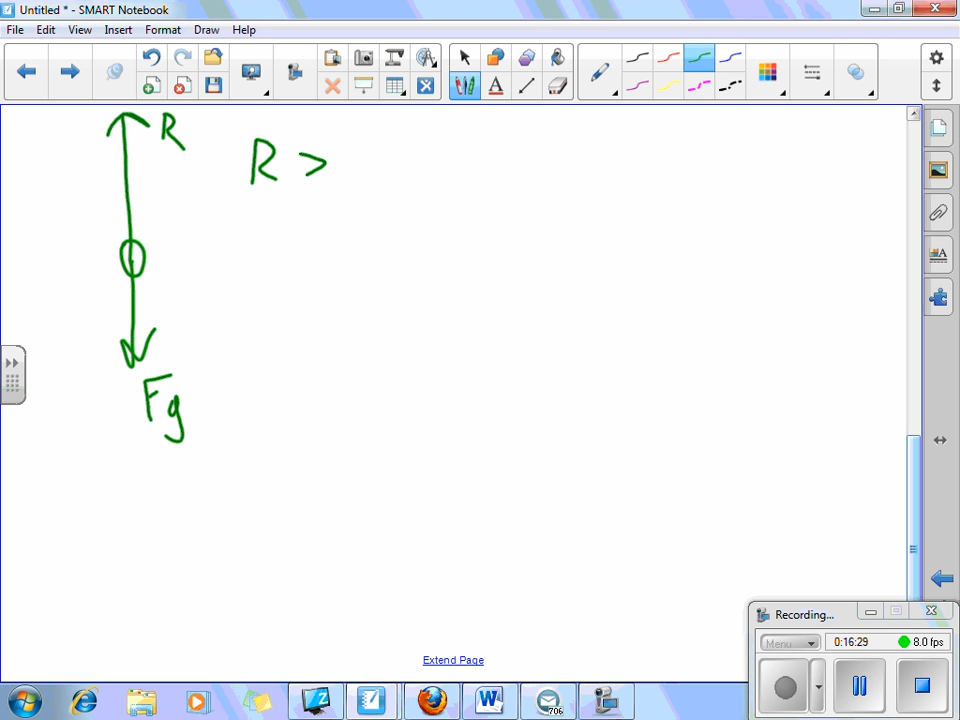 Untitled * - SMART Notebook
File Edit View Insert Format Draw Help
R
R >
Fg
Extend Page
Recording...
Menu 0:16:29 8.0 fps
706